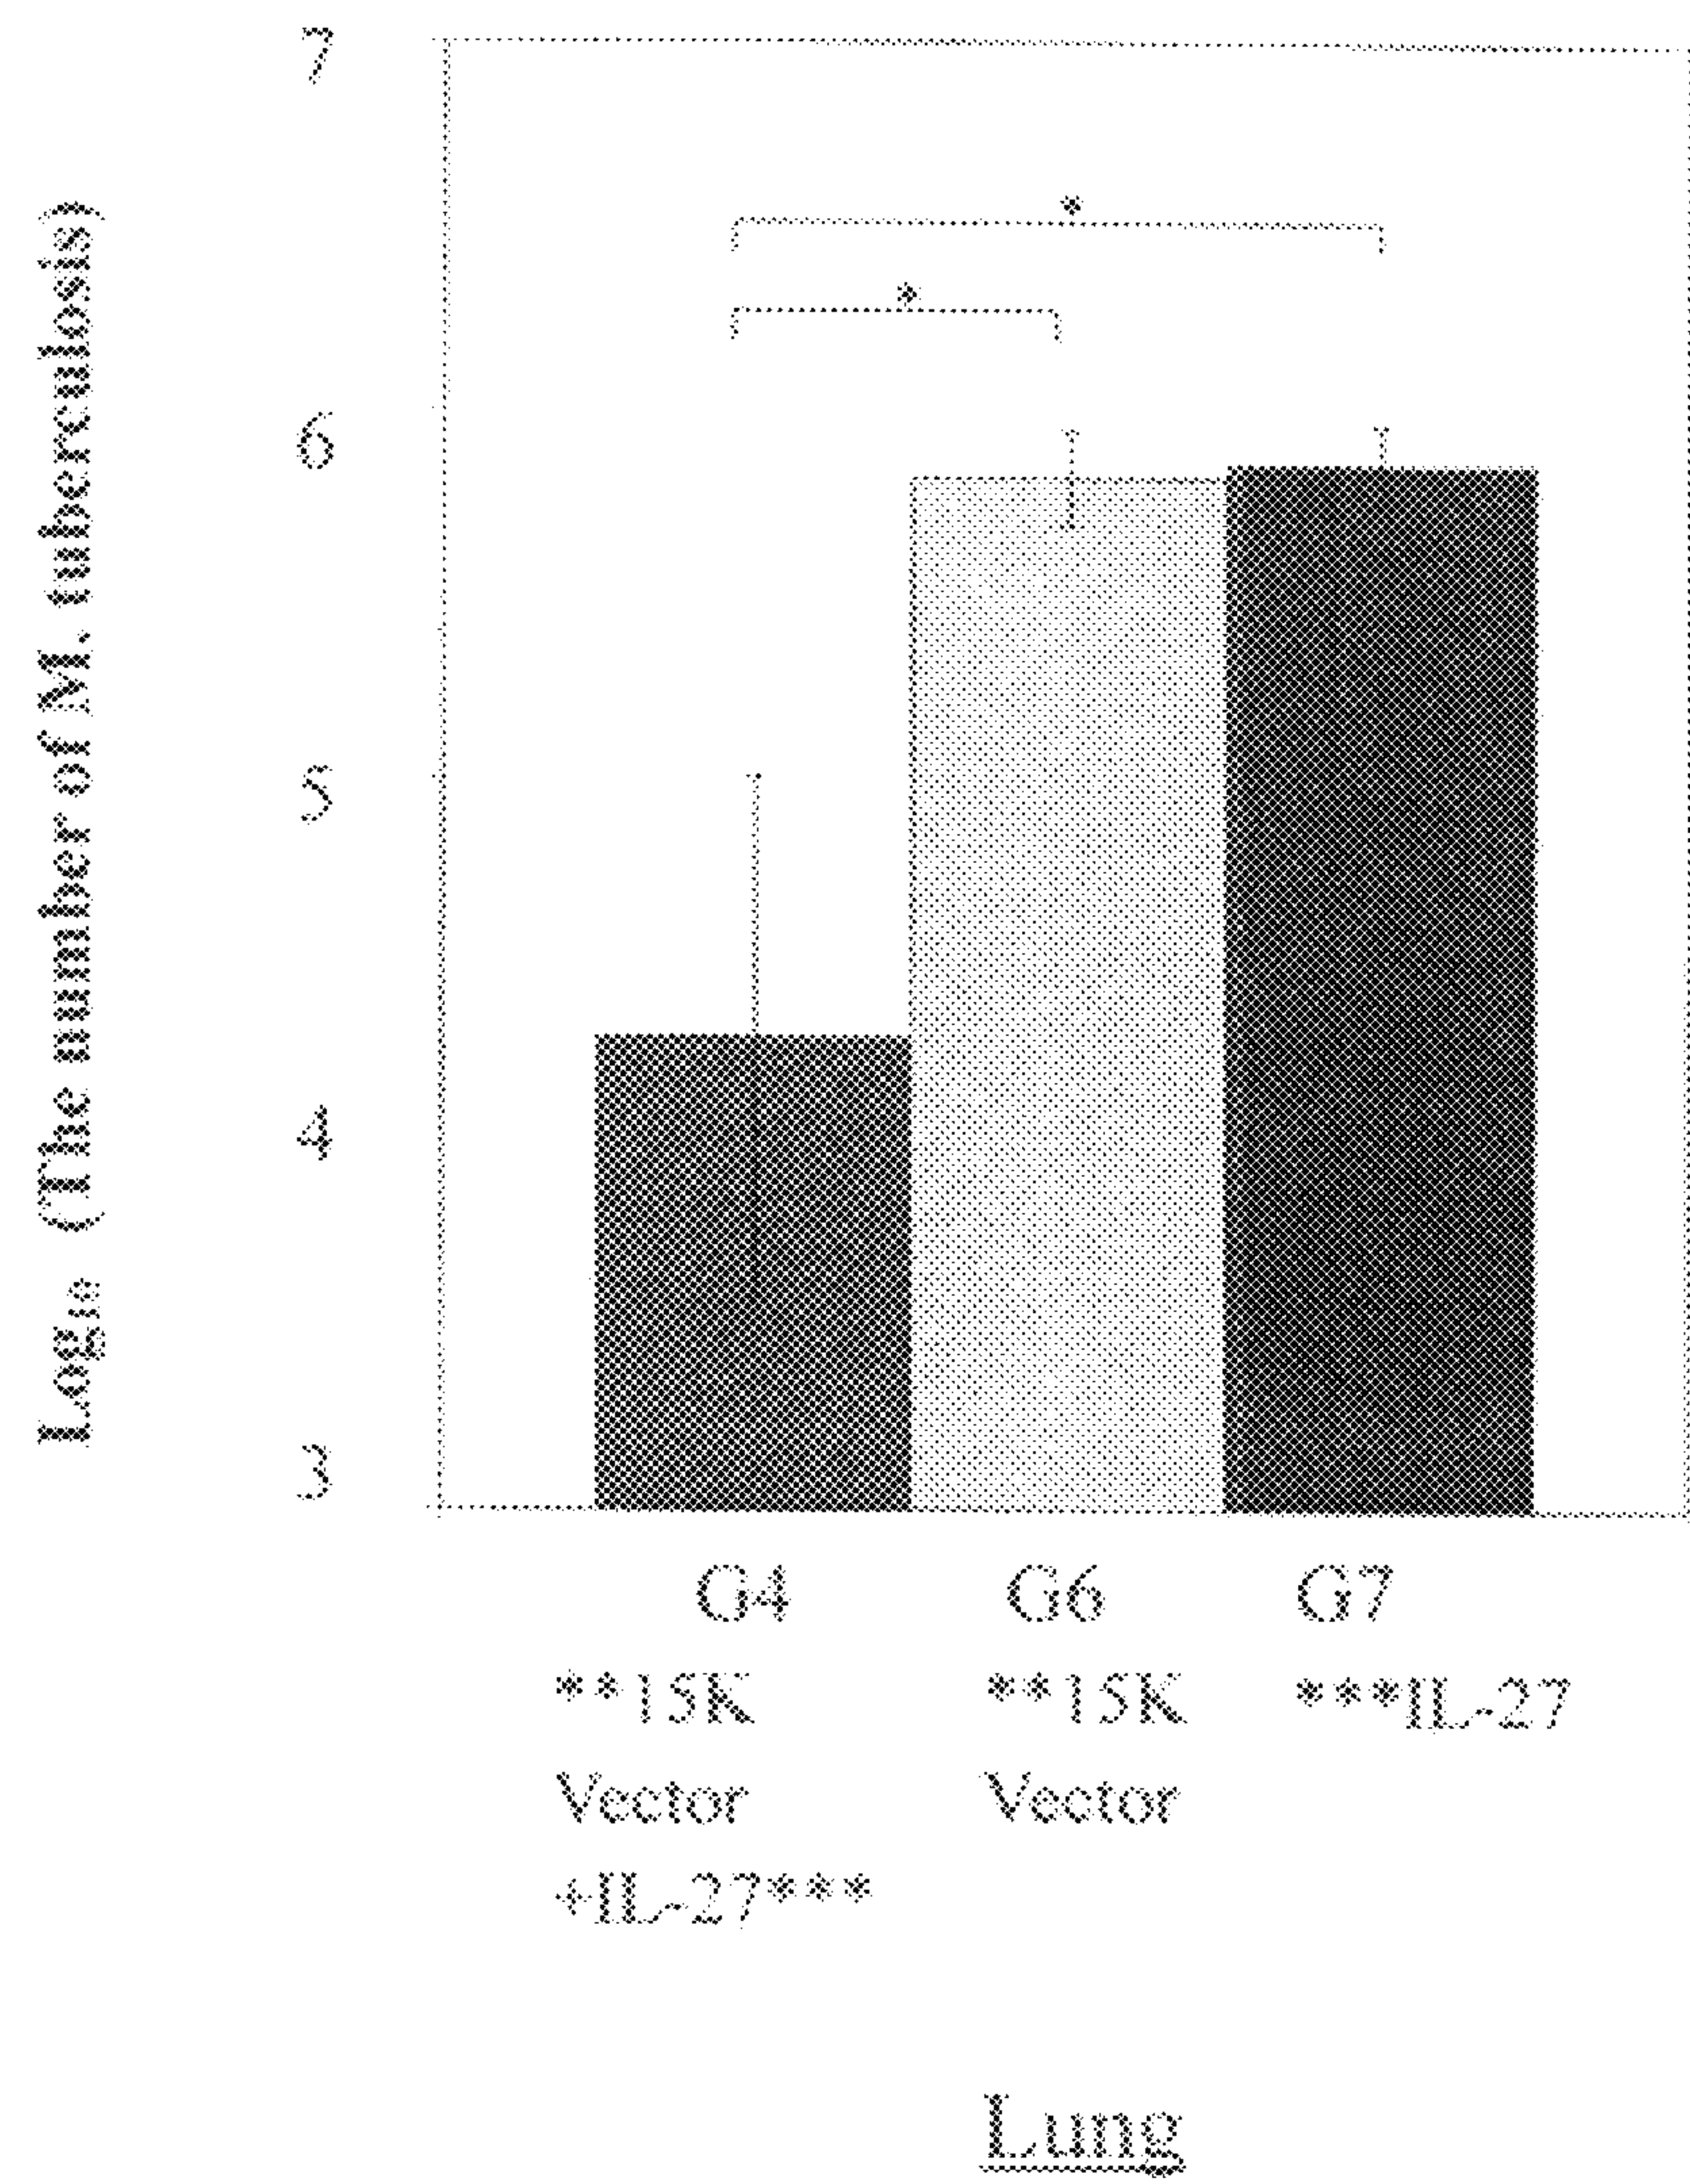 Log10 (The number of M. tuberculosis)
7
6
5
4
3
*
*
G4 G6 G7
**15K **15K ***IL-27
Vector Vector
+IL-27***
Lung